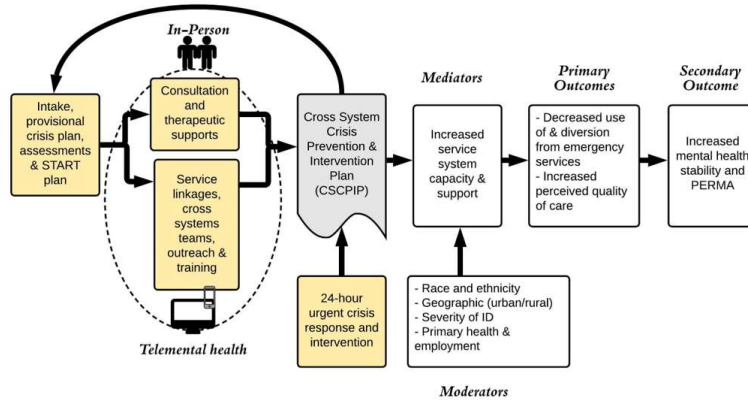 In-Person
Intake,
provisional
crisis plan,
assessments
& START
plan
Consultation
and
therapeutic
supports
Service
linkages,
cross
systems
teams,
outreach &
training
Telemental health
Cross System
Crisis
Prevention &
Intervention
Plan
(CSCPIP)
24-hour
urgent crisis
response and
intervention
Mediators
Increased
service
system
capacity &
support
- Race and ethnicity
- Geographic (urban/rural)
- Severity of ID
- Primary health &
employment
Moderators
Primary
Outcomes
- Decreased use
of & diversion
from emergency
services
- Increased
perceived quality
of care
Secondary
Outcome
Increased
mental health
stability and
PERMA